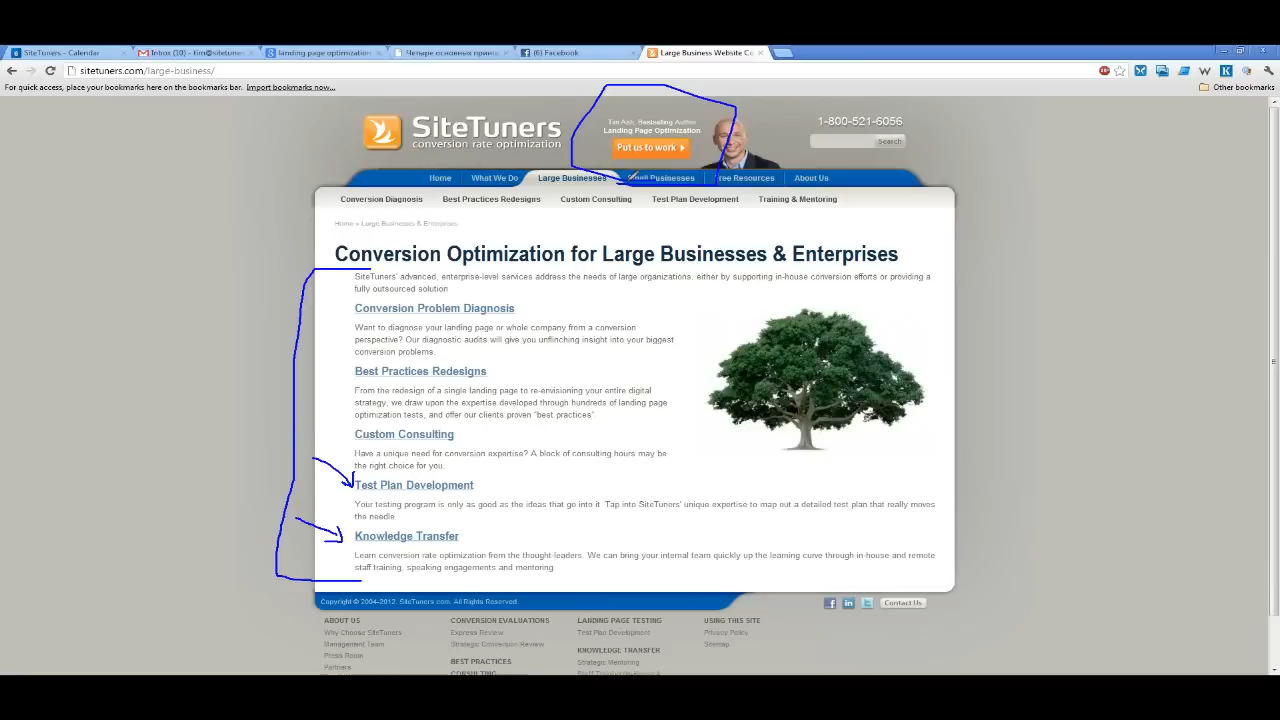 SiteTuners - Calendar
Inbox (10) - tim@sitetuners
landing page optimization
Четыре основных принц
(6) Facebook
Large Business Website Co
sitetuners.com/large-business/
For quick access, place your bookmarks here on the bookmarks bar. Import bookmarks now...
Other bookmarks
SiteTuners
conversion rate optimization
Tim Ash, Bestselling Author
Landing Page Optimization
Put us to work
1-800-521-6056
Search
Home
What We Do
Large Businesses
Small Businesses
Free Resources
About Us
Conversion Diagnosis
Best Practices Redesigns
Custom Consulting
Test Plan Development
Training & Mentoring
Home » Large Businesses & Enterprises
Conversion Optimization for Large Businesses & Enterprises
SiteTuners' advanced, enterprise-level services address the needs of large organizations, either by supporting in-house conversion efforts or providing a
fully outsourced solution
Conversion Problem Diagnosis
Want to diagnose your landing page or whole company from a conversion
perspective? Our diagnostic audits will give you unflinching insight into your biggest
conversion problems.
Best Practices Redesigns
From the redesign of a single landing page to re-envisioning your entire digital
strategy, we draw upon the expertise developed through hundreds of landing page
optimization tests, and offer our clients proven "best practices"
Custom Consulting
Have a unique need for conversion expertise? A block of consulting hours may be
the right choice for you.
Test Plan Development
Your testing program is only as good as the ideas that go into it. Tap into SiteTuners' unique expertise to map out a detailed test plan that really moves
the needle
Knowledge Transfer
Learn conversion rate optimization from the thought-leaders. We can bring your internal team quickly up the learning curve through in-house and remote
staff training, speaking engagements and mentoring
Copyright © 2004-2012. SiteTuners.com. All Rights Reserved.
Contact Us
ABOUT US
Why Choose SiteTuners
Management Team
Press Room
Partners
CONVERSION EVALUATIONS
Express Review
Strategic Conversion Review
BEST PRACTICES
CONSULTING
LANDING PAGE TESTING
Test Plan Development
KNOWLEDGE TRANSFER
Strategic Mentoring
USING THIS SITE
Privacy Policy
Sitemap